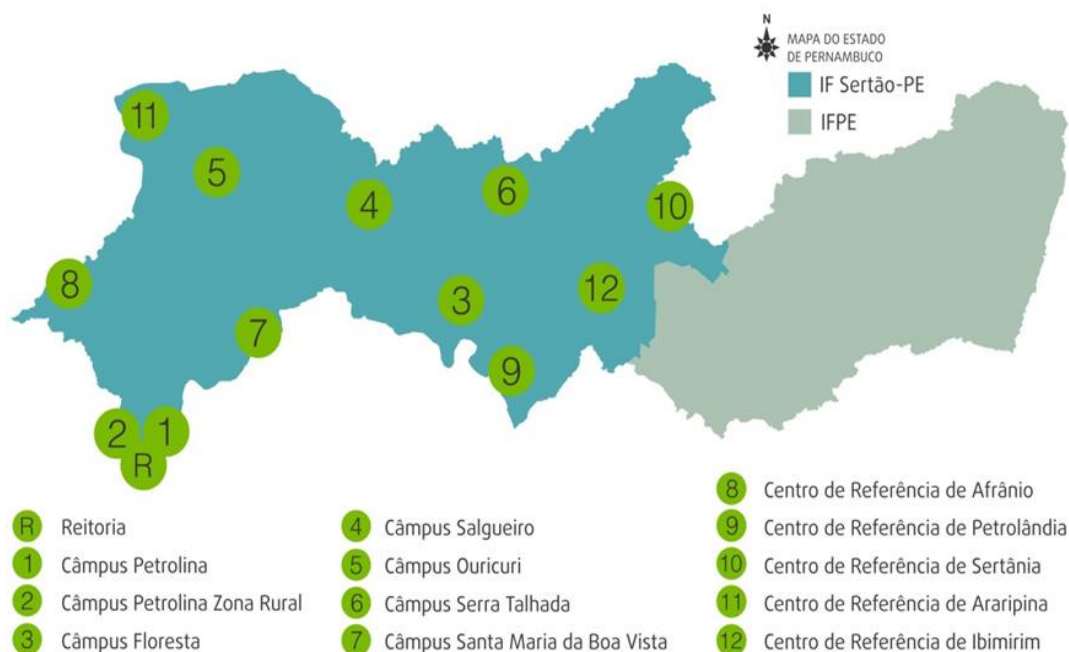 N
MAPA DO ESTADO
DE PERNAMBUCO
IF Sertão-PE
IFPE
11
5
4
6
10
8
12
3
7
9
2
1
R
R Reitoria
1 Câmpus Petrolina
2 Câmpus Petrolina Zona Rural
3 Câmpus Floresta
4 Câmpus Salgueiro
5 Câmpus Ouricuri
6 Câmpus Serra Talhada
7 Câmpus Santa Maria da Boa Vista
8 Centro de Referência de Afrânio
9 Centro de Referência de Petrolândia
10 Centro de Referência de Sertânia
11 Centro de Referência de Araripina
12 Centro de Referência de Ibimirim